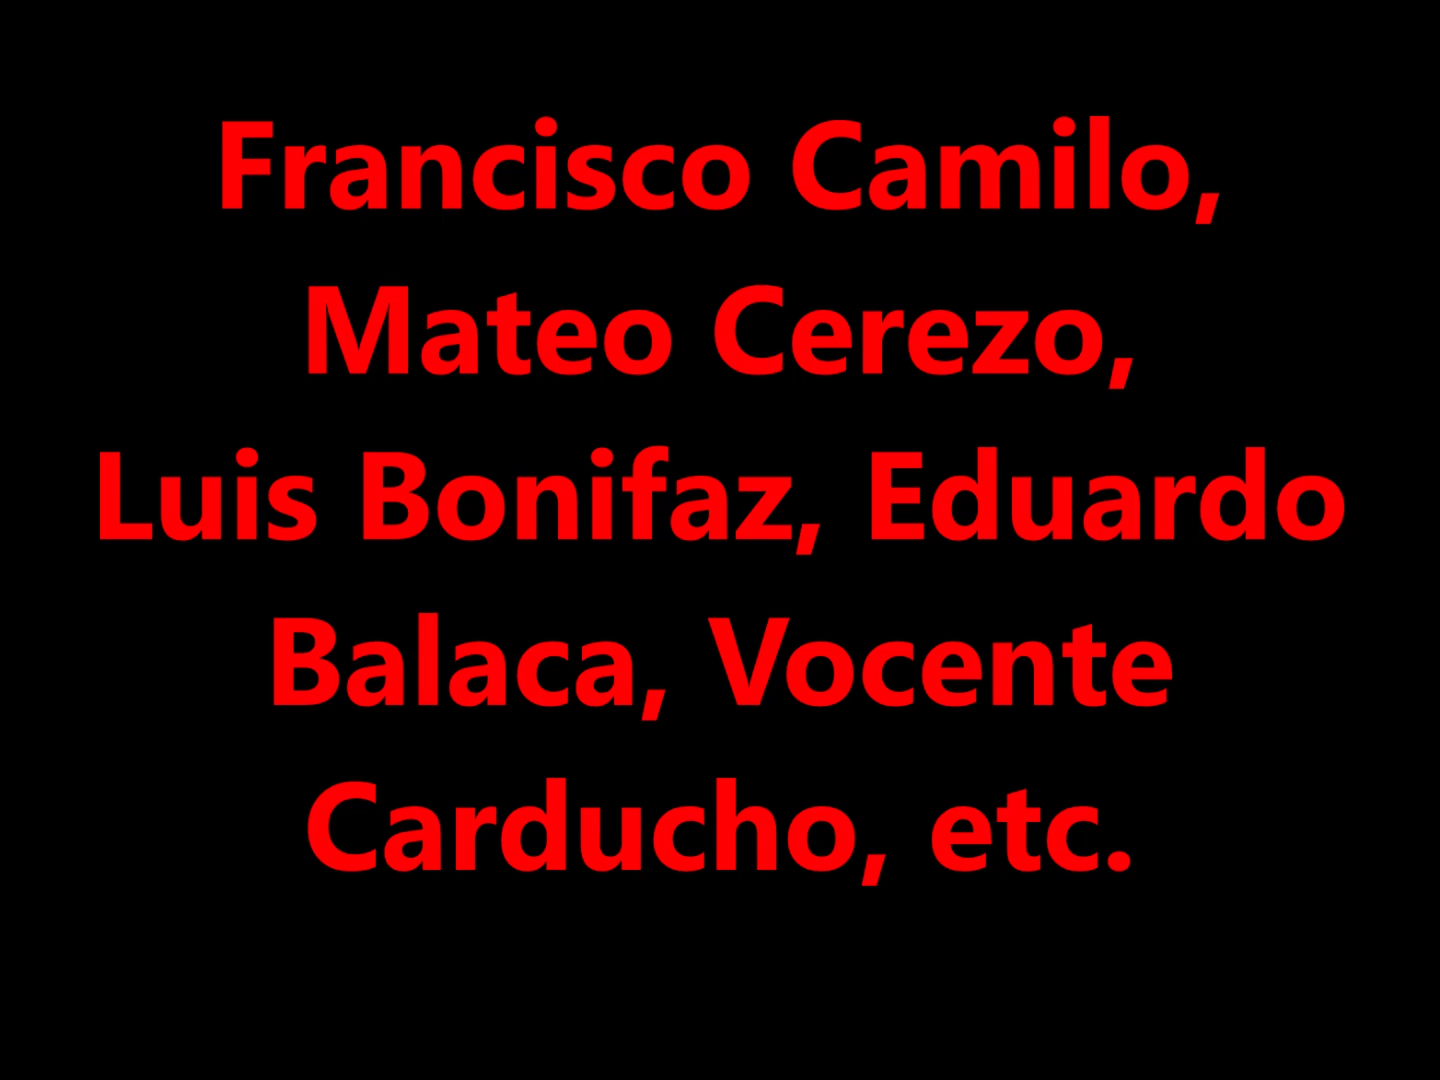 Francisco Camilo,
Mateo Cerezo,
Luis Bonifaz, Eduardo
Balaca, Vocente
Carducho, etc.